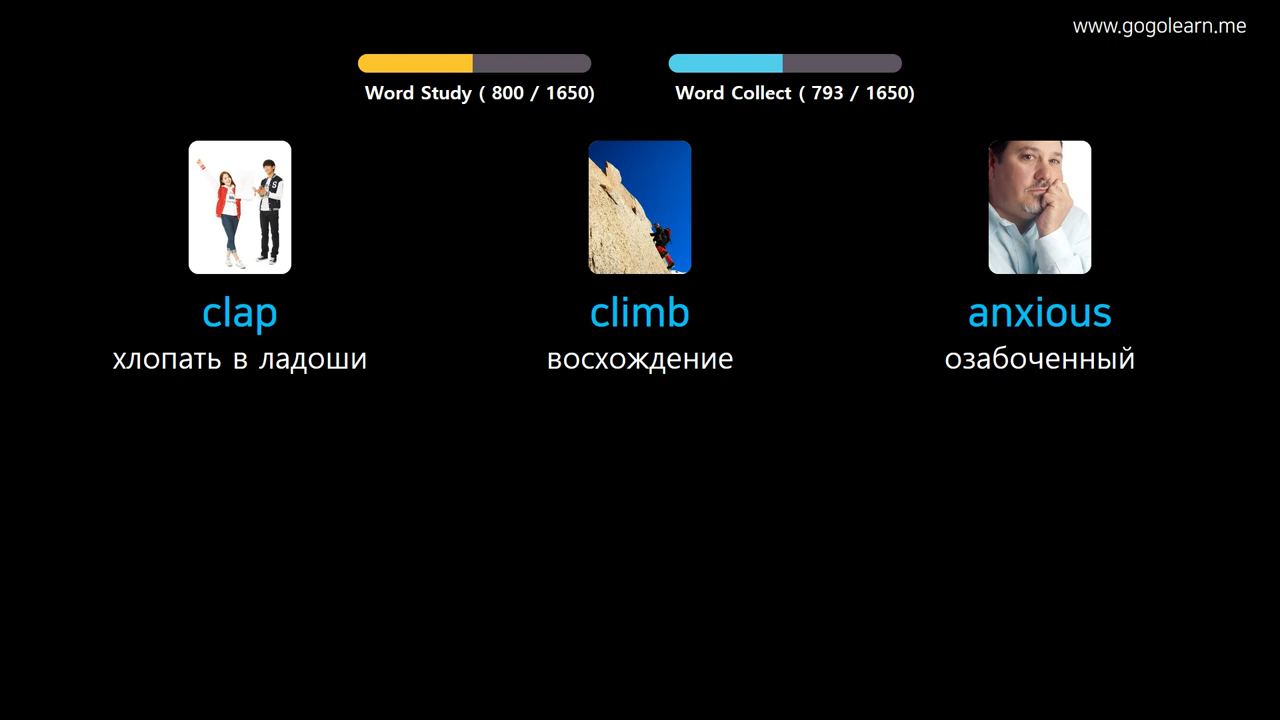 www.gogolearn.me
Word Study ( 800 / 1650)
Word Collect ( 793 / 1650)
clap
climb
anxious
хлопать в ладоши
восхождение
озабоченный